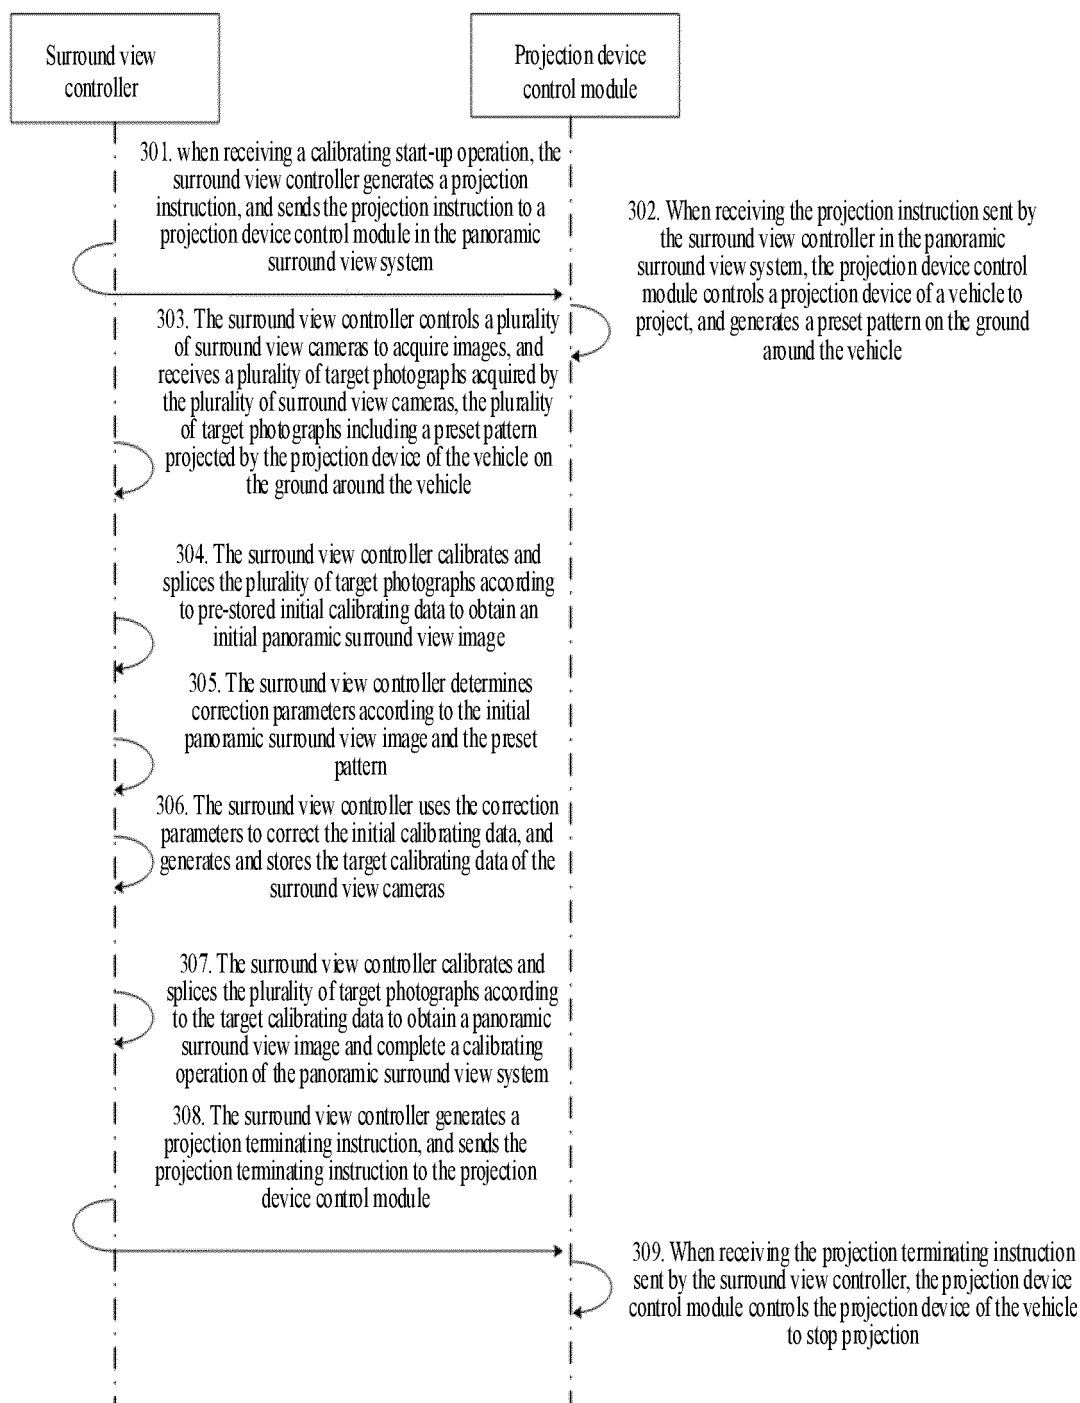 Surround view
controller
Projection device
control module
301. when receiving a calibrating start-up operation, the
surround view controller generates a projection
instruction, and sends the projection instruction to a
projection device control module in the panoramic
surround view system
302. When receiving the projection instruction sent by
the surround view controller in the panoramic
surround view system, the projection device control
module controls a projection device of a vehicle to
project, and generates a preset pattern on the ground
around the vehicle
303. The surround view controller controls a plurality
of surround view cameras to acquire images, and
receives a plurality of target photographs acquired by
the plurality of surround view cameras, the plurality
of target photographs including a preset pattern
projected by the projection device of the vehicle on
the ground around the vehicle
304. The surround view controller calibrates and
splices the plurality of target photographs according
to pre-stored initial calibrating data to obtain an
initial panoramic surround view image
305. The surround view controller determines
correction parameters according to the initial
panoramic surround view image and the preset
pattern
306. The surround view controller uses the correction
parameters to correct the initial calibrating data, and
generates and stores the target calibrating data of the
surround view cameras
307. The surround view controller calibrates and
splices the plurality of target photographs according
to the target calibrating data to obtain a panoramic
surround view image and complete a calibrating
operation of the panoramic surround view system
308. The surround view controller generates a
projection terminating instruction, and sends the
projection terminating instruction to the projection
device control module
309. When receiving the projection terminating instruction
sent by the surround view controller, the projection device
control module controls the projection device of the vehicle
to stop projection